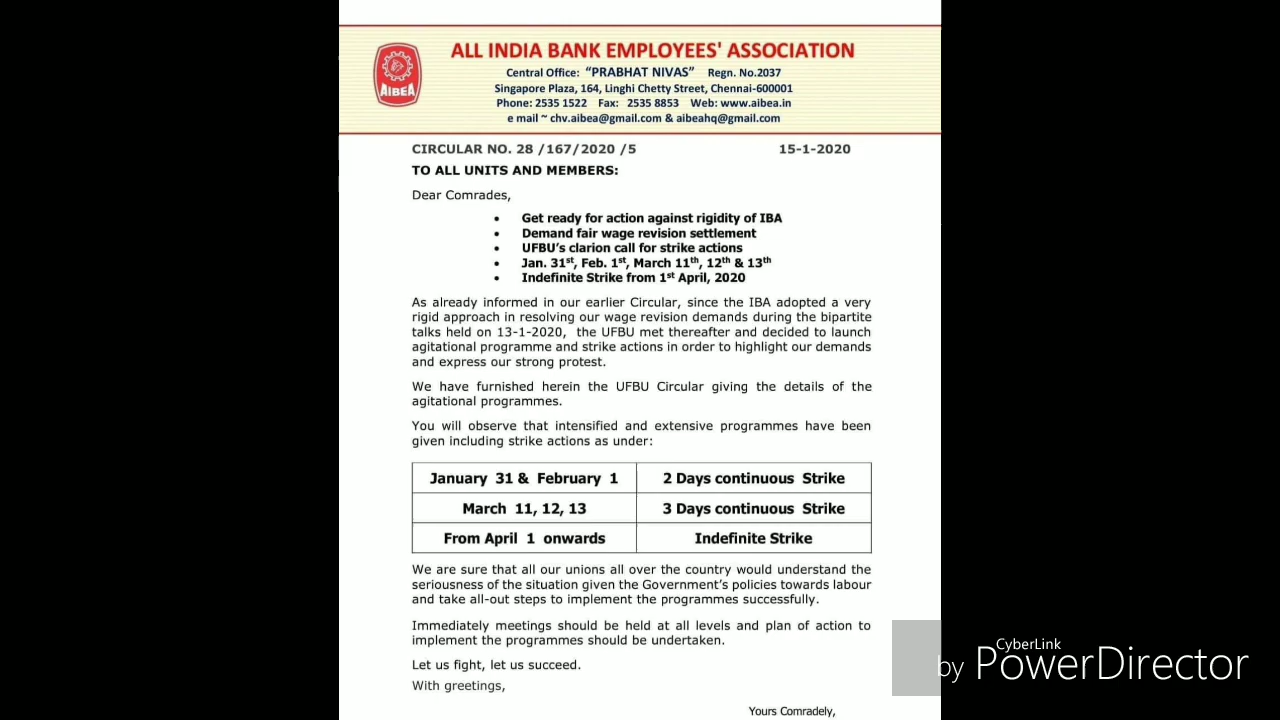 ALL INDIA BANK EMPLOYEES' ASSOCIATION
Central Office: “PRABHAT NIVAS” Regn. No.2037
Singapore Plaza, 164, Linghi Chetty Street, Chennai-600001
Phone: 2535 1522 Fax: 2535 8853 Web: www.aibea.in
e mail ~ chv.aibea@gmail.com & aibeahq@gmail.com
AIBEA
CIRCULAR NO. 28 /167/2020 /5 15-1-2020
TO ALL UNITS AND MEMBERS:
Dear Comrades,
• Get ready for action against rigidity of IBA
• Demand fair wage revision settlement
• UFBU’s clarion call for strike actions
• Jan. 31st, Feb. 1st, March 11th, 12th & 13th
• Indefinite Strike from 1st April, 2020
As already informed in our earlier Circular, since the IBA adopted a very
rigid approach in resolving our wage revision demands during the bipartite
talks held on 13-1-2020, the UFBU met thereafter and decided to launch
agitational programme and strike actions in order to highlight our demands
and express our strong protest.
We have furnished herein the UFBU Circular giving the details of the
agitational programmes.
You will observe that intensified and extensive programmes have been
given including strike actions as under:
January 31 & February 1 2 Days continuous Strike
March 11, 12, 13 3 Days continuous Strike
From April 1 onwards Indefinite Strike
We are sure that all our unions all over the country would understand the
seriousness of the situation given the Government’s policies towards labour
and take all-out steps to implement the programmes successfully.
Immediately meetings should be held at all levels and plan of action to
implement the programmes should be undertaken.
Let us fight, let us succeed.
With greetings,
Yours Comradely,
CyberLink
by PowerDirector